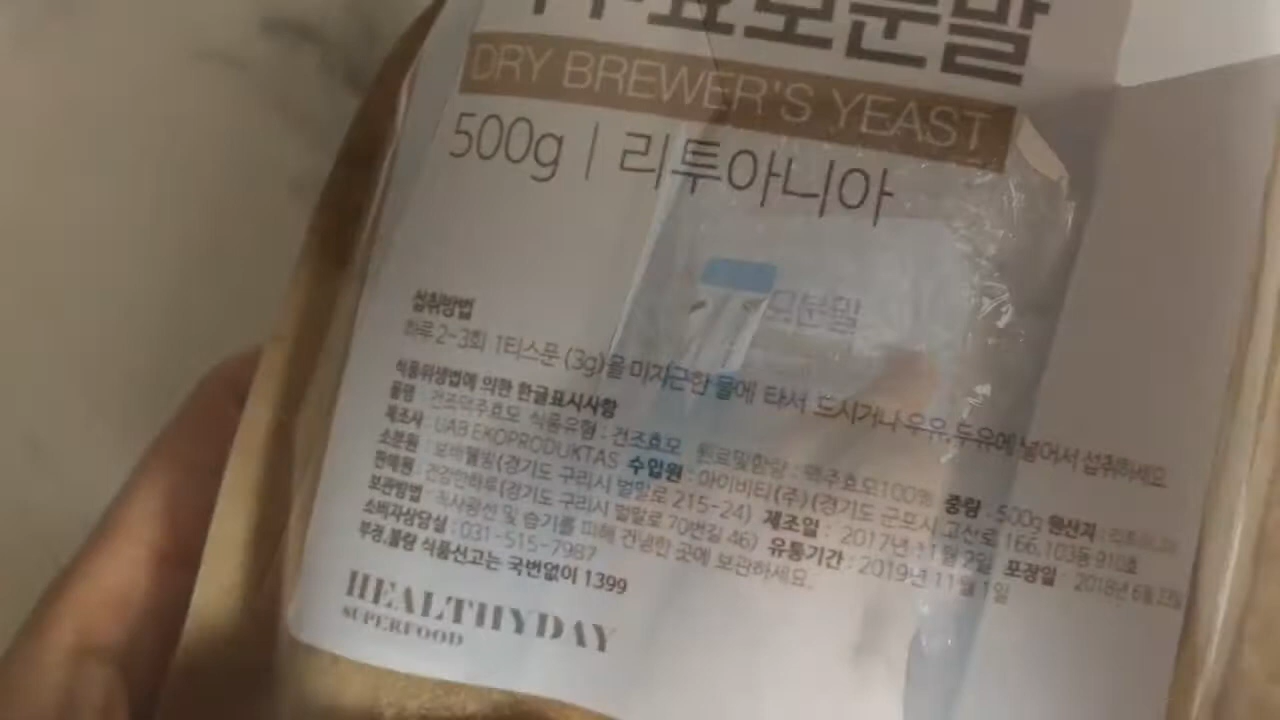 맥주효모분말
DRY BREWER'S YEAST
500g | 리투아니아
모분말
섭취방법
하루 2-3회 1티스푼 (3g)을 미지근한 물에 타서 드시거나 우유,두유에 넣어서 섭취하세요
식품위생법에 의한 한글표시사항
품명 : 건조맥주효모 식품유형 : 건조효모 원료및함량 : 맥주효모100% 중량 : 500g 원산지 : 리투아니아
제조사 : UAB EKOPRODUKTAS 수입원 : 아이비티(주)(경기도 군포시 고산로 166,103동 910호
소분원 : 보배웰빙(경기도 구리시 벌말로 215-24) 제조일 : 2017년 11월 2일 포장일 : 2018년 6월
판매원 : 건강한하루(경기도 구리시 벌말로 70번길 46) 유통기간 : 2019년 11월 1일
보관방법 : 직사광선 및 습기를 피해 건냉한 곳에 보관하세요.
소비자상담실 : 031-515-7987
부정,불량 식품신고는 국번없이 1399
HEALTHYDAY
SUPERFOOD